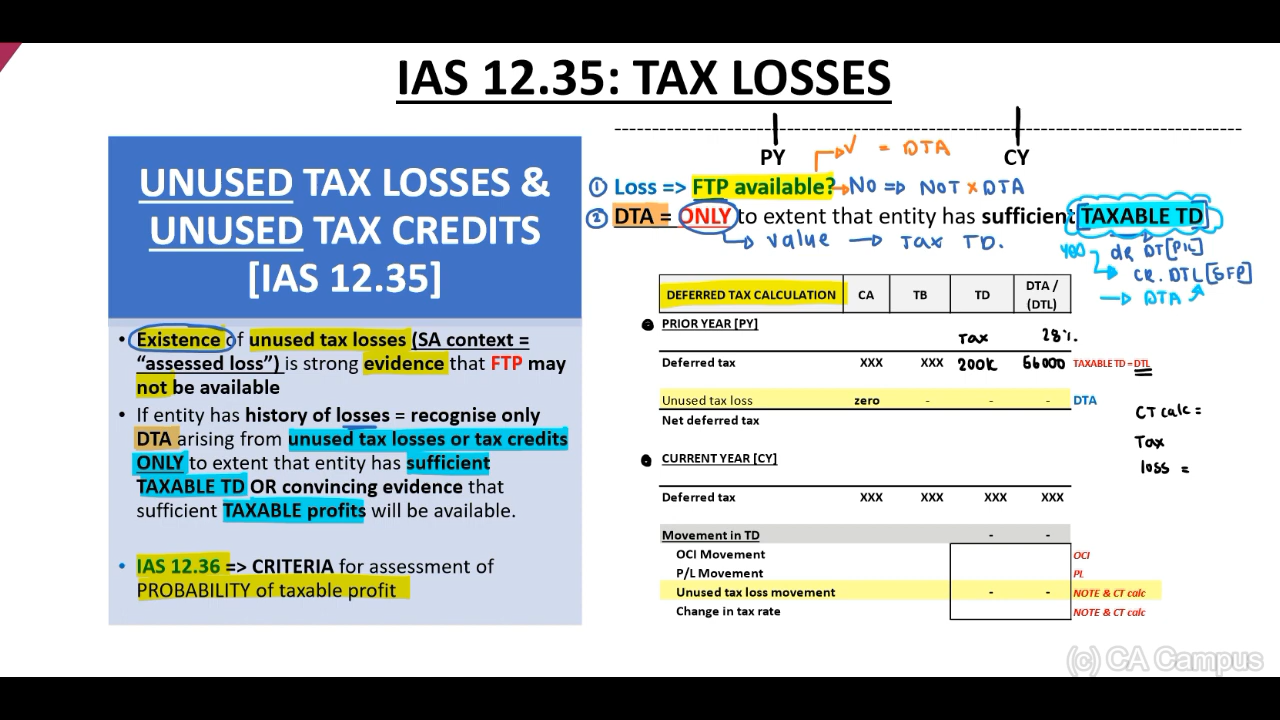 IAS 12.35: TAX LOSSES
UNUSED TAX LOSSES &
UNUSED TAX CREDITS
[IAS 12.35]
• Existence of unused tax losses (SA context =
"assessed loss") is strong evidence that FTP may
not be available
• If entity has history of losses = recognise only
DTA arising from unused tax losses or tax credits
ONLY to extent that entity has sufficient
TAXABLE TD OR convincing evidence that
sufficient TAXABLE profits will be available.
• IAS 12.36 => CRITERIA for assessment of
PROBABILITY of taxable profit
PY CY
→ √ = DTA
① Loss => FTP available? → NO => NOT × DTA
② DTA = ONLY to extent that entity has sufficient [TAXABLE TD]
→ value → Tax TD.
dr DT[P/L]
cr. DTL[SFP]
→ DTA
DEFERRED TAX CALCULATION CA TB TD DTA / (DTL)
• PRIOR YEAR [PY] Tax 28%.
Deferred tax XXX XXX 200K 56000 TAXABLE TD = DTL
Unused tax loss zero - - - DTA
Net deferred tax
CT calc =
Tax
loss =
• CURRENT YEAR [CY]
Deferred tax XXX XXX XXX XXX
Movement in TD - -
OCI Movement OCI
P/L Movement PL
Unused tax loss movement - - NOTE & CT calc
Change in tax rate NOTE & CT calc
(c) CA Campus